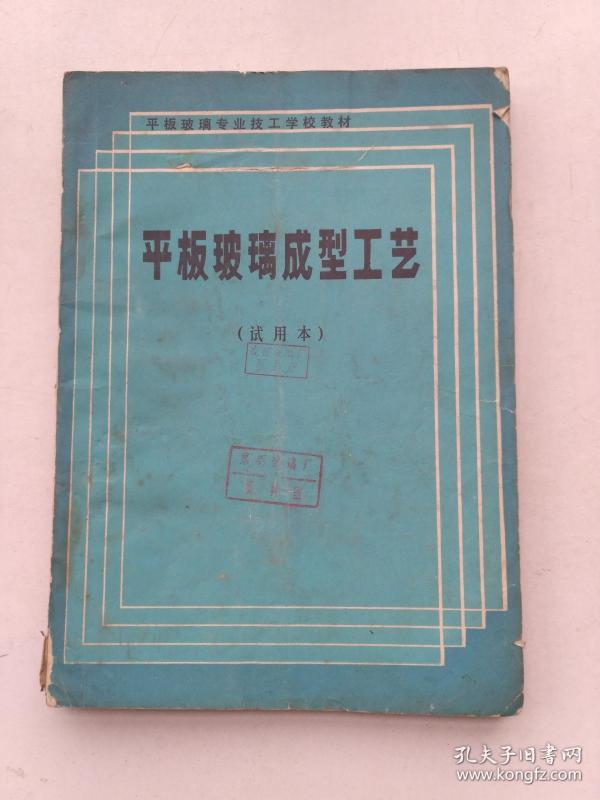 平板玻璃专业技工学校教材
平板玻璃成型工艺
(试用本)
孔夫子旧书网
www.kongfz.com